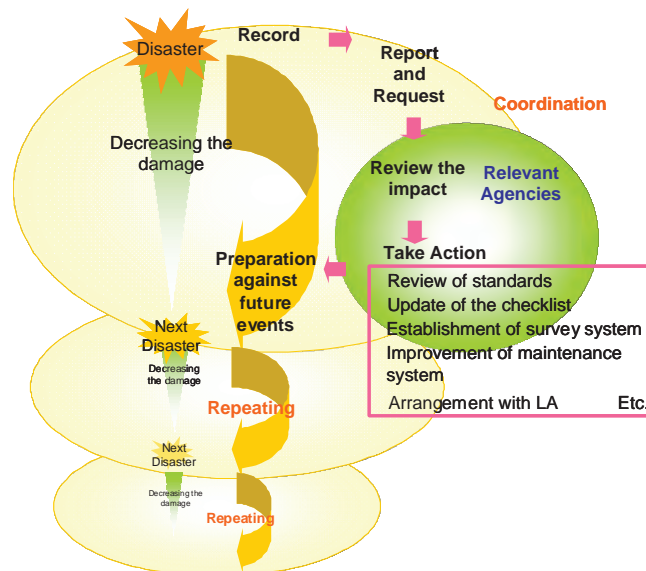 Disaster
Record
Report
and
Request
Coordination
Decreasing the
damage
Review the
impact
Relevant
Agencies
Take Action
Preparation
against
future
events
Review of standards
Update of the checklist
Establishment of survey system
Improvement of maintenance
system
Arrangement with LA Etc.
Next
Disaster
Decreasing
the damage
Repeating
Next
Disaster
Decreasing the
damage
Repeating